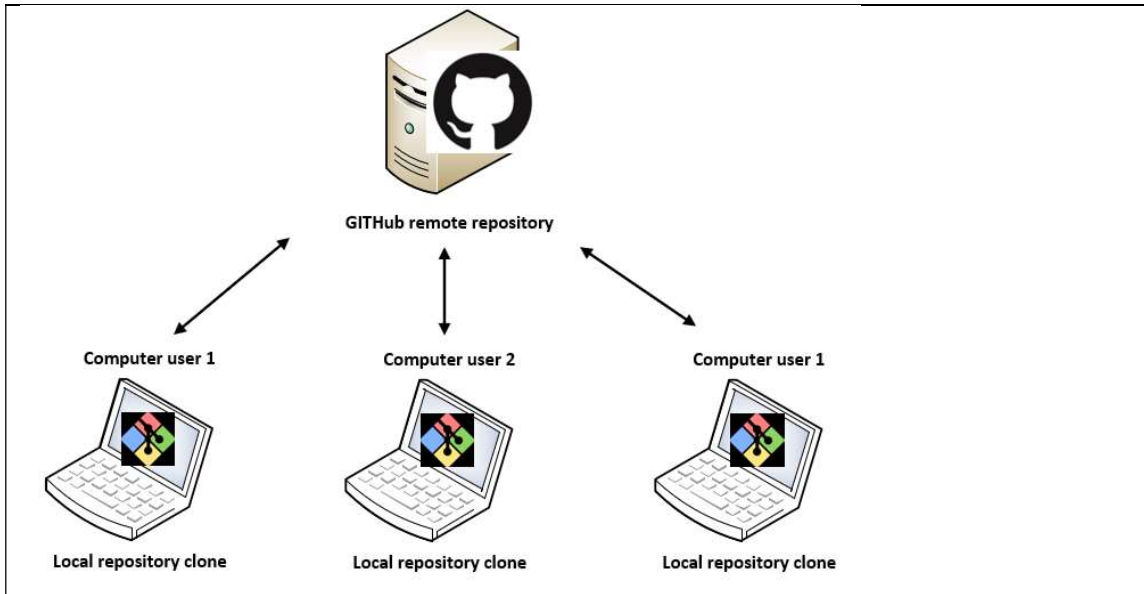 GITHub remote repository
Computer user 1
Computer user 2
Computer user 1
Local repository clone
Local repository clone
Local repository clone